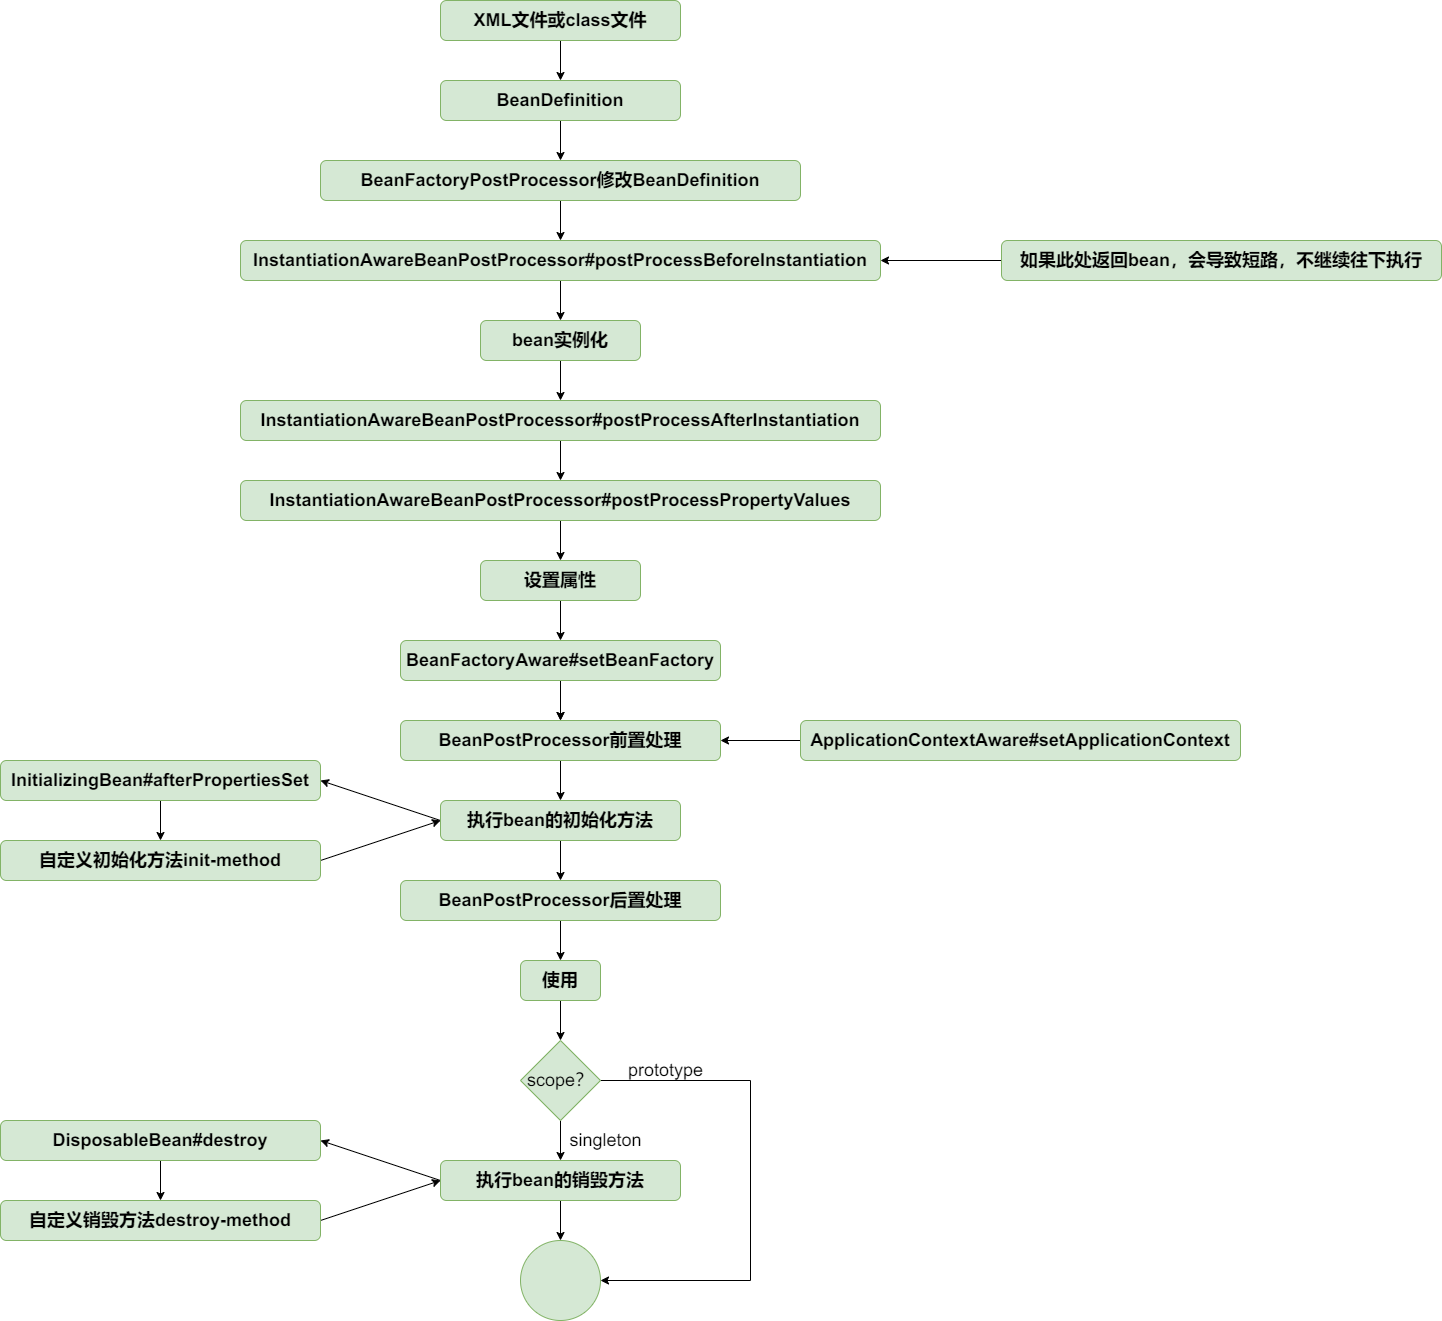 XML文件或class文件
BeanDefinition
BeanFactoryPostProcessor修改BeanDefinition
InstantiationAwareBeanPostProcessor#postProcessBeforeInstantiation
如果此处返回bean，会导致短路，不继续往下执行
bean实例化
InstantiationAwareBeanPostProcessor#postProcessAfterInstantiation
InstantiationAwareBeanPostProcessor#postProcessPropertyValues
设置属性
BeanFactoryAware#setBeanFactory
BeanPostProcessor前置处理
ApplicationContextAware#setApplicationContext
InitializingBean#afterPropertiesSet
执行bean的初始化方法
自定义初始化方法init-method
BeanPostProcessor后置处理
使用
scope？
prototype
singleton
DisposableBean#destroy
执行bean的销毁方法
自定义销毁方法destroy-method